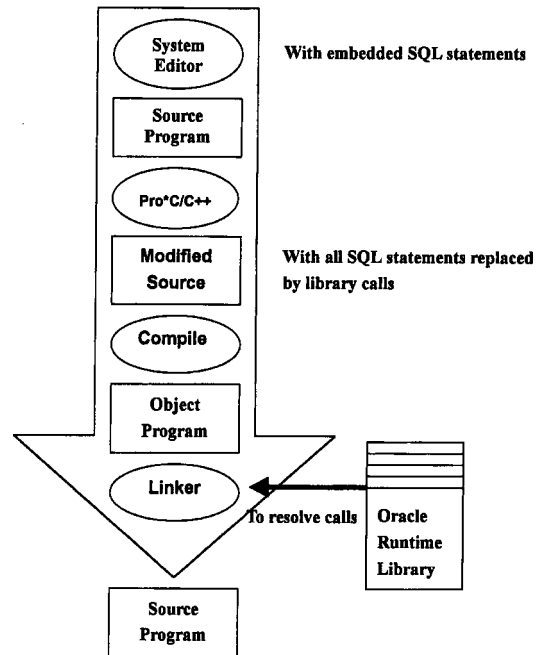 System
Editor
With embedded SQL statements
Source
Program
Pro*C/C++
Modified
Source
With all SQL statements replaced
by library calls
Compile
Object
Program
Linker
To resolve calls
Oracle
Runtime
Library
Source
Program